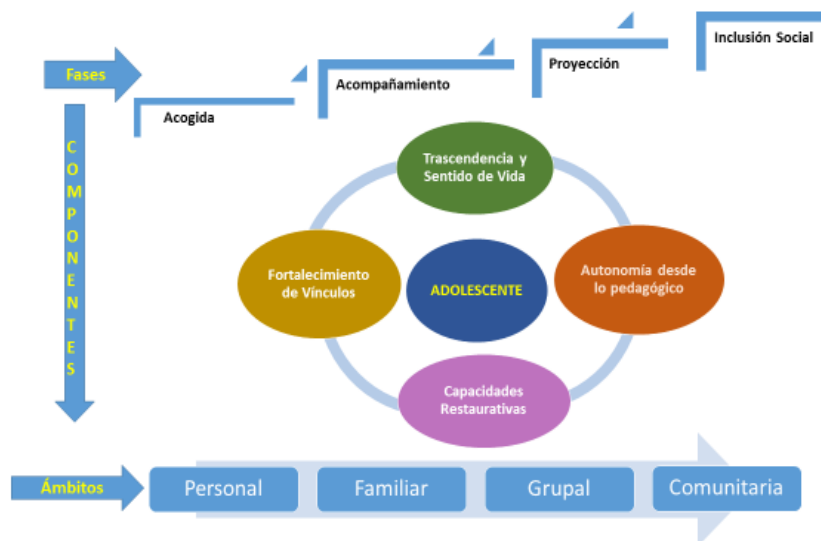 Inclusión Social
Proyección
Fases
Acompañamiento
Acogida
COMPONENTES
Trascendencia y
Sentido de Vida
Fortalecimiento
de Vínculos
ADOLESCENTE
Autonomía desde
lo pedagógico
Capacidades
Restaurativas
Ámbitos
Personal
Familiar
Grupal
Comunitaria